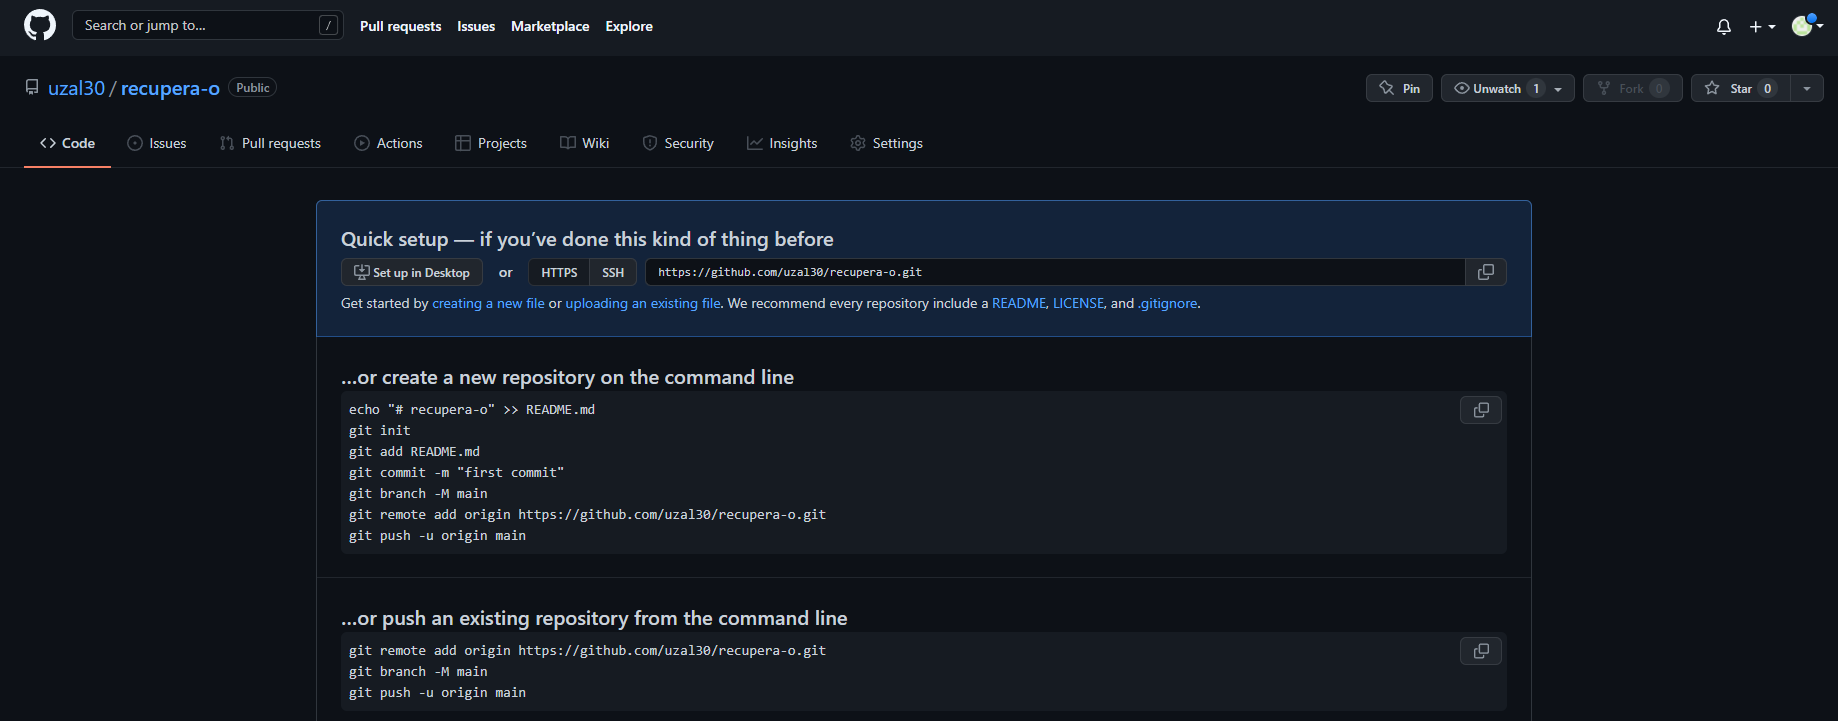 Search or jump to... /
Pull requests Issues Marketplace Explore
uzal30 / recupera-o Public
Pin Unwatch 1 Fork 0 Star 0
Code Issues Pull requests Actions Projects Wiki Security Insights Settings
Quick setup — if you’ve done this kind of thing before
Set up in Desktop or HTTPS SSH https://github.com/uzal30/recupera-o.git
Get started by creating a new file or uploading an existing file. We recommend every repository include a README, LICENSE, and .gitignore.
…or create a new repository on the command line
echo "# recupera-o" >> README.md
git init
git add README.md
git commit -m "first commit"
git branch -M main
git remote add origin https://github.com/uzal30/recupera-o.git
git push -u origin main
…or push an existing repository from the command line
git remote add origin https://github.com/uzal30/recupera-o.git
git branch -M main
git push -u origin main